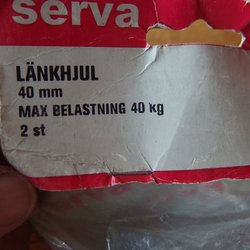 serva
LÄNKHJUL
40 mm
MAX BELASTNING 40 kg
2 st